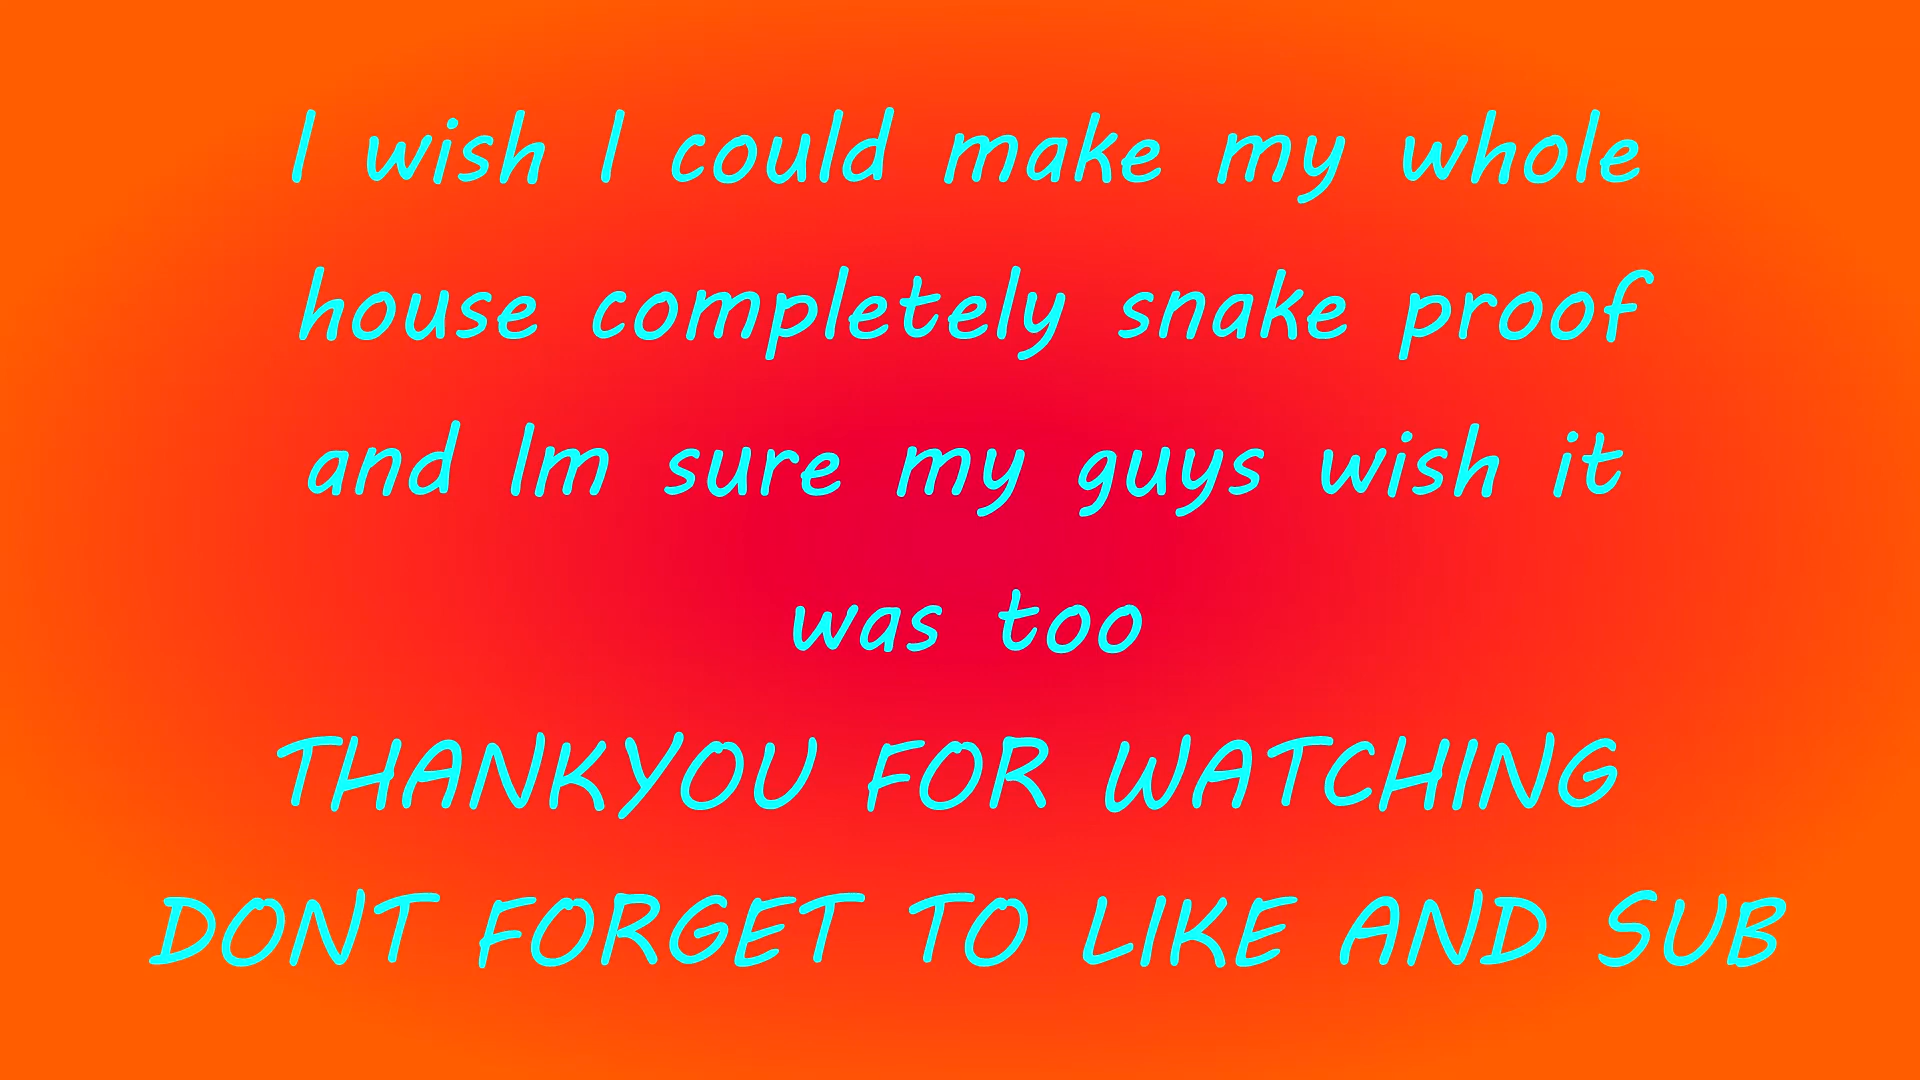 I wish I could make my whole
house completely snake proof
and Im sure my guys wish it
was too
THANKYOU FOR WATCHING
DONT FORGET TO LIKE AND SUB